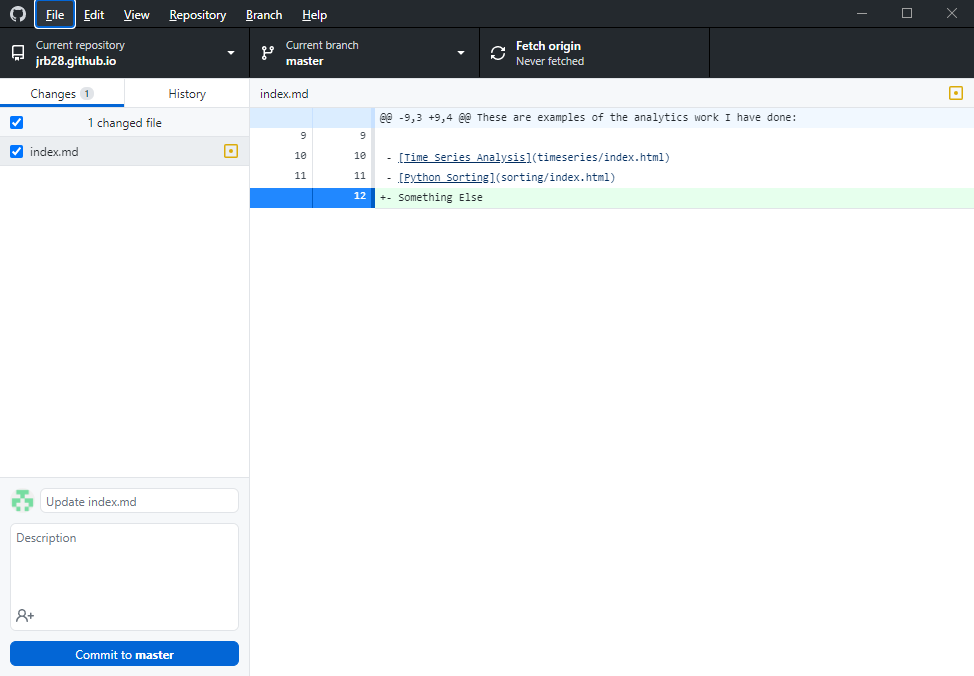 File Edit View Repository Branch Help
Current repository
jrb28.github.io
Current branch
master
Fetch origin
Never fetched
Changes 1 History
1 changed file
index.md
index.md
@@ -9,3 +9,4 @@ These are examples of the analytics work I have done:
9 9
10 10 - [Time Series Analysis](timeseries/index.html)
11 11 - [Python Sorting](sorting/index.html)
12 +- Something Else
Update index.md
Description
Commit to master